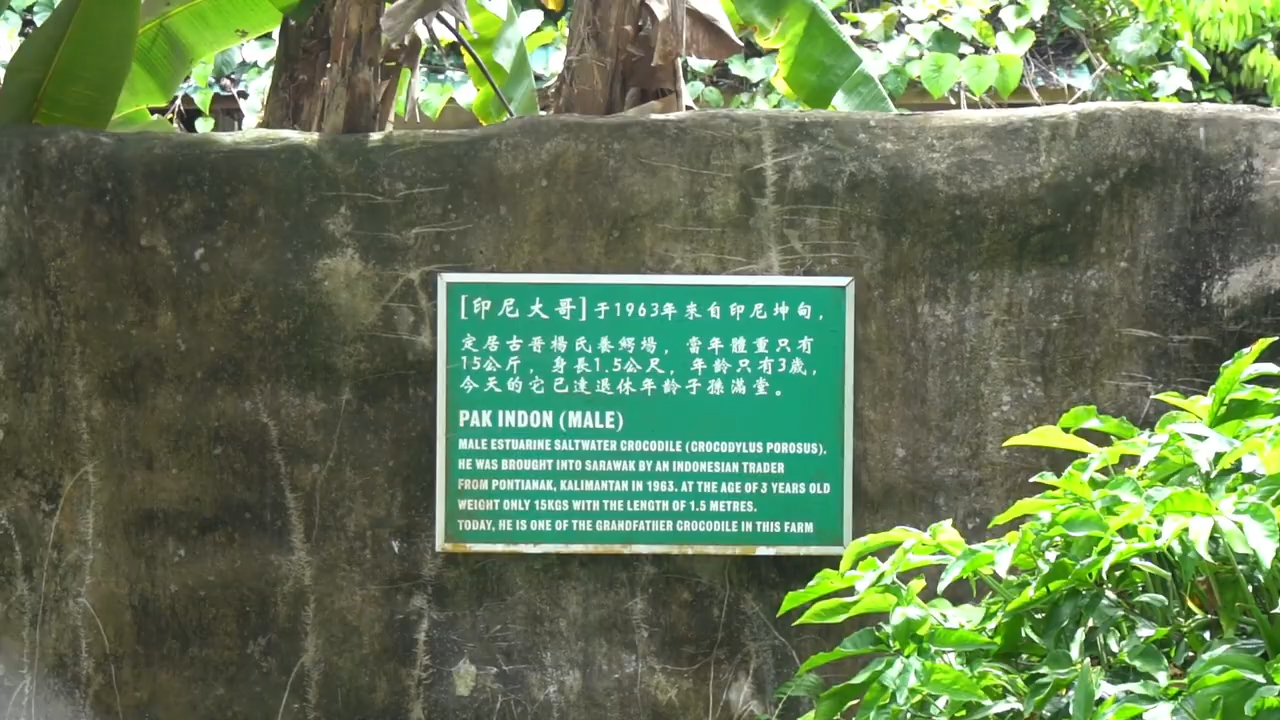 [印尼大哥]于1963年來自印尼坤甸,
定居古晉楊氏養鰐場, 當年體重只有
15公斤, 身長1.5公尺, 年齡只有3歲,
今天的它已達退休年齡子孫滿堂。
PAK INDON (MALE)
MALE ESTUARINE SALTWATER CROCODILE (CROCODYLUS POROSUS).
HE WAS BROUGHT INTO SARAWAK BY AN INDONESIAN TRADER
FROM PONTIANAK, KALIMANTAN IN 1963. AT THE AGE OF 3 YEARS OLD
WEIGHT ONLY 15KGS WITH THE LENGTH OF 1.5 METRES.
TODAY, HE IS ONE OF THE GRANDFATHER CROCODILE IN THIS FARM